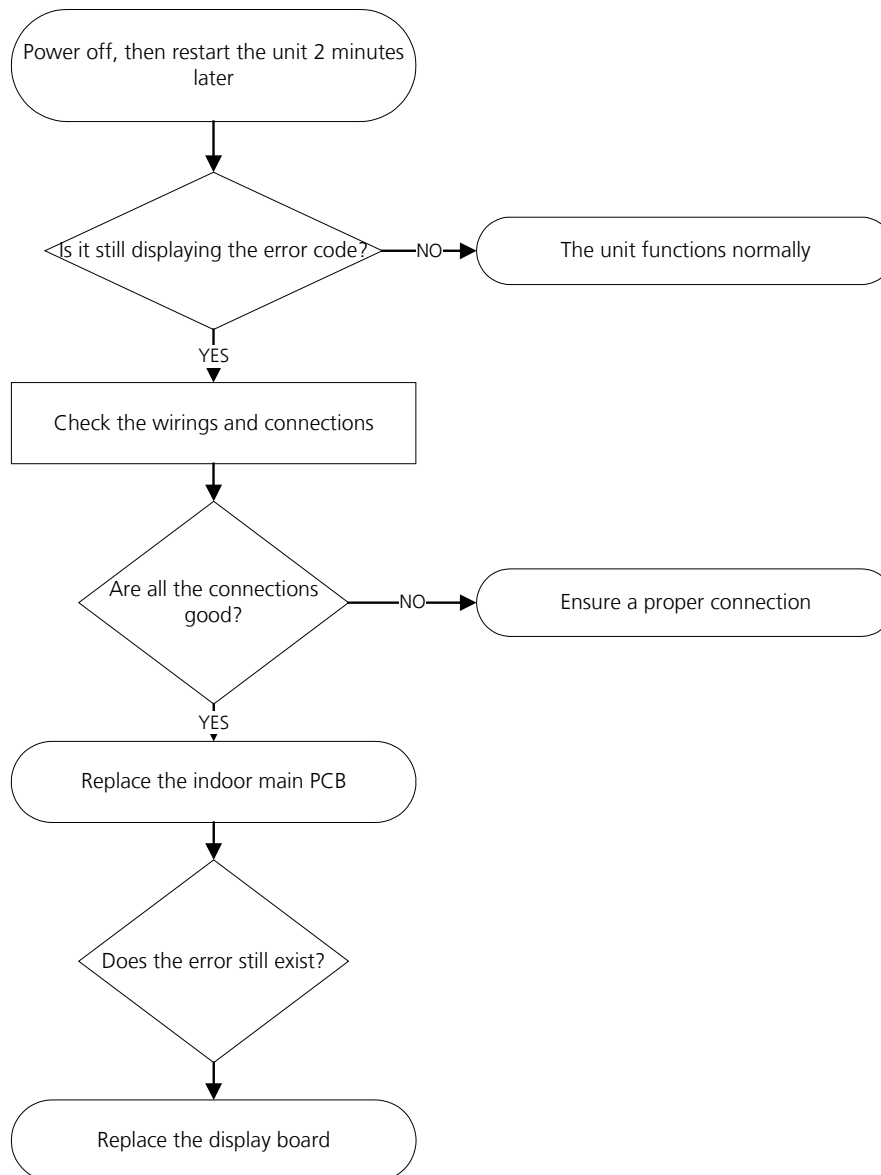 Power off, then restart the unit 2 minutes
later
Is it still displaying the error code?
NO
The unit functions normally
YES
Check the wirings and connections
Are all the connections
good?
NO
Ensure a proper connection
YES
Replace the indoor main PCB
Does the error still exist?
Replace the display board